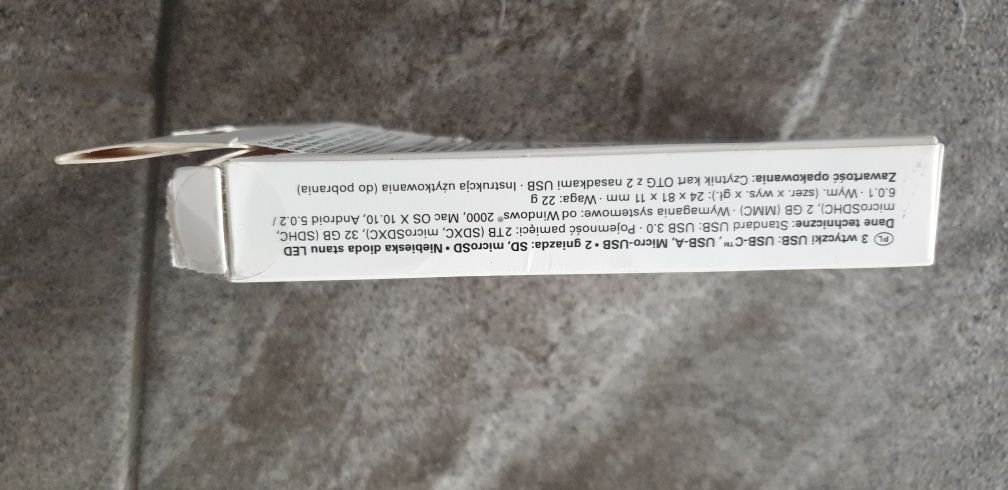 PL 3 wtyczki USB: USB-C™, USB-A, Micro-USB • 2 gniazda: SD, microSD • Niebieska dioda stanu LED
Dane techniczne: Standard USB: USB 3.0 · Pojemność pamięci: 2TB (SDXC, microSDXC), 32 GB (SDHC,
microSDHC), 2 GB (MMC) · Wymagania systemowe: od Windows® 2000, Mac OS X 10.10, Android 5.0.2 /
6.0.1 · Wym. (szer. x wys. x gł.): 24 x 81 x 11 mm · Waga: 22 g
Zawartość opakowania: Czytnik kart OTG z 2 nasadkami USB · Instrukcja użytkowania (do pobrania)